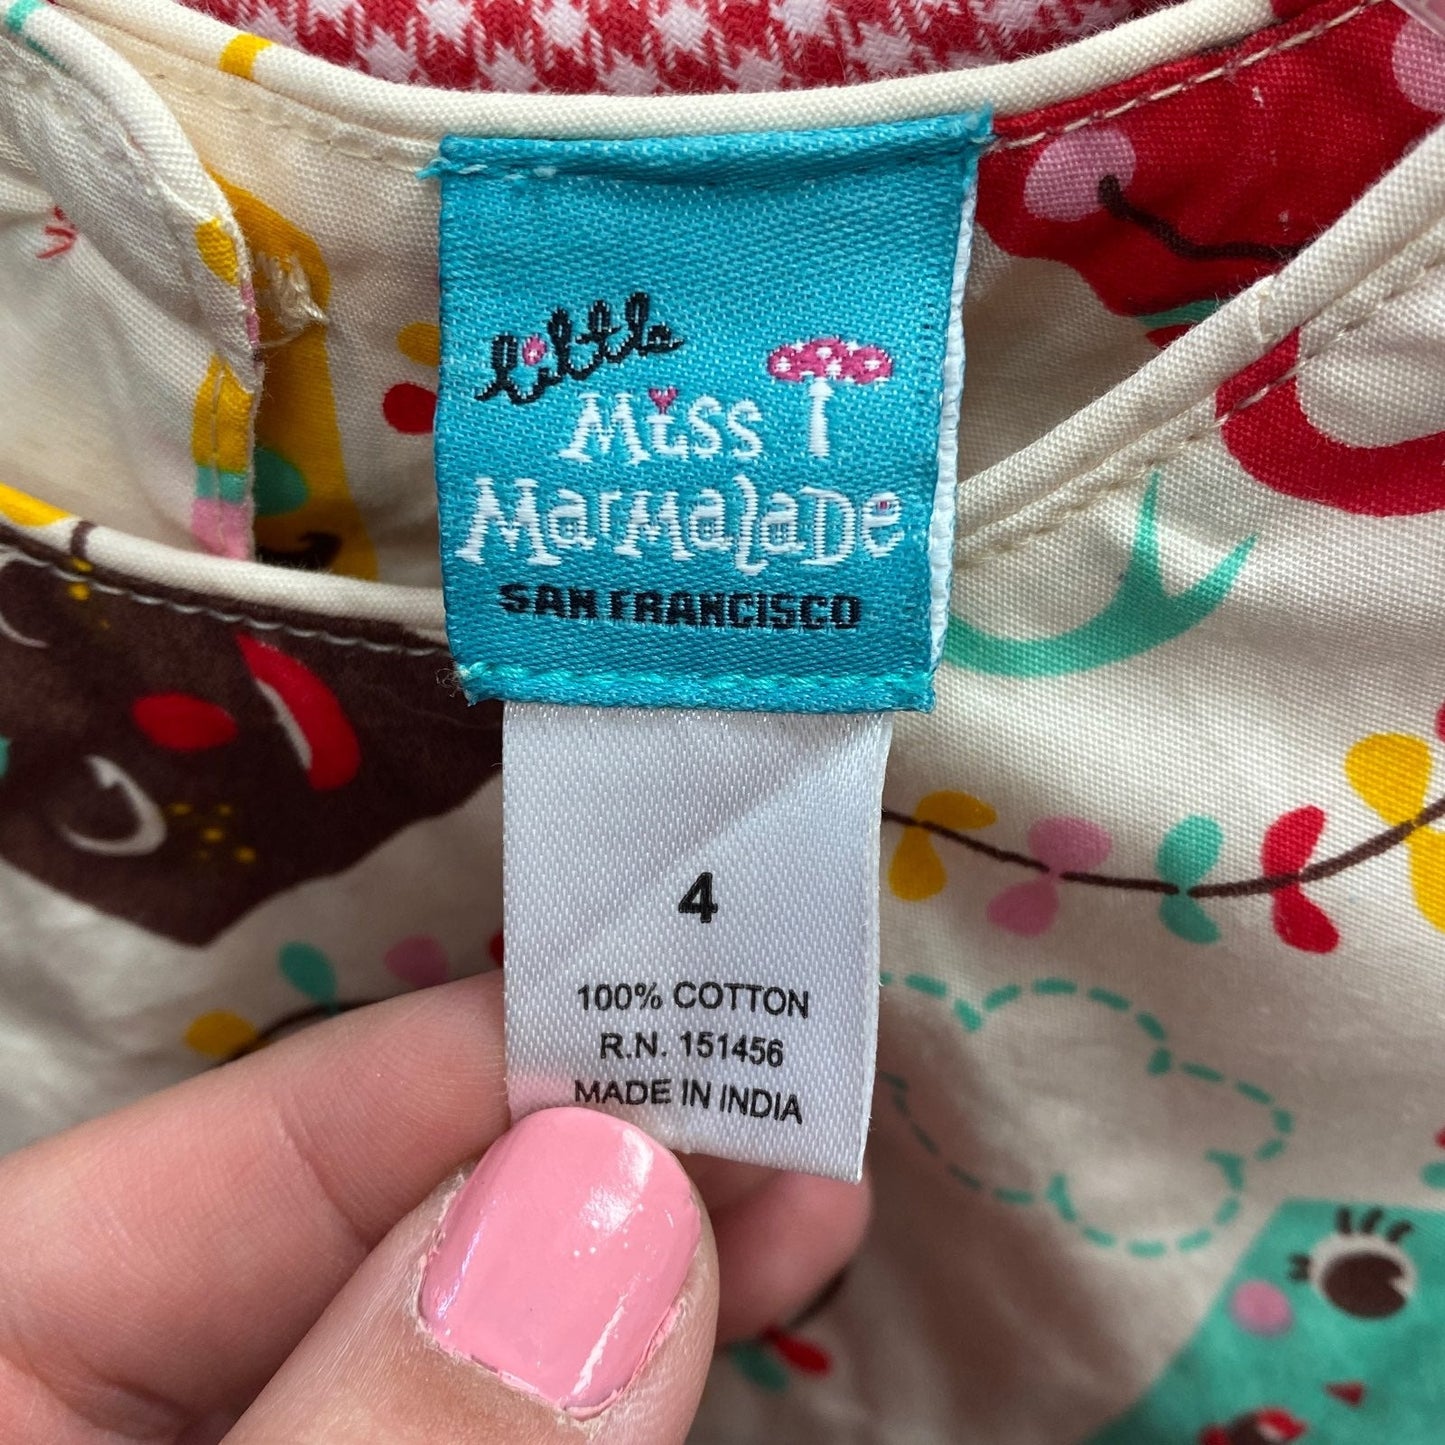 little
Miss
Marmalade
SAN FRANCISCO
4
100% COTTON
R.N. 151456
MADE IN INDIA